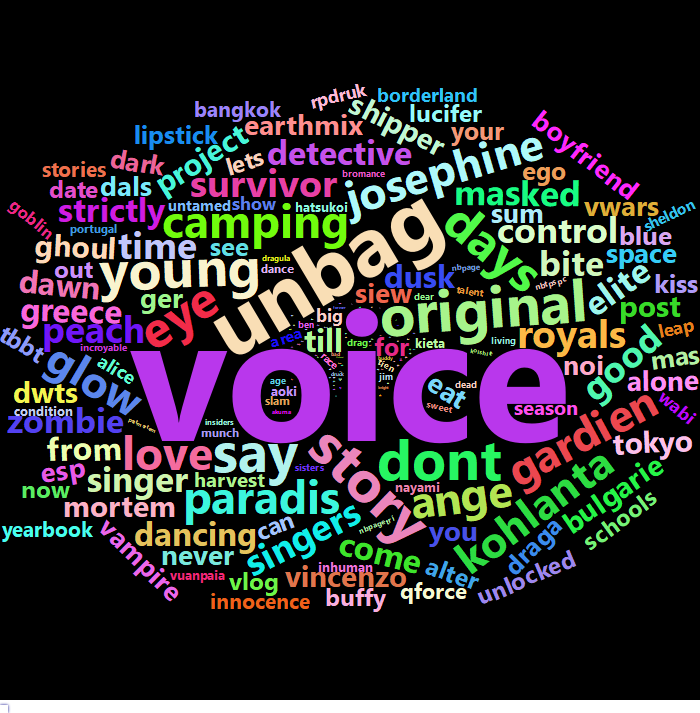 rpdruk
borderland
bangkok
shipper
lucifer
earthmix
your
boyfriend
lipstick
project
lets
detective
josephine
bromance
stories
dark
survivor
ego
date
dals
masked
vwars
goblin
strictly
untamed
show
hatsukoi
sum
sheldon
portugal
camping
unbag
days
control
blue
ghoul
time
see
dragula
space
out
young
dance
dusk
nbpage
bite
elite
kiss
dawn
ger
siew
dear
talent
nbtpspc
greece
eye
big
original
post
peach
area
ben
till
drag
for
kieta
living
royals
leap
tbbt
incroyable
voice
good
mas
glow
alice
age
jim
eat
dead
noi
alone
dwts
aoki
slam
sweet
season
wabi
condition
insiders
akuma
zombie
munch
gardien
from
love
say
story
dont
tokyo
esp
singer
harvest
sisters
nayami
kohlanta
now
mortem
paradis
ange
bulgarie
yearbook
dancing
can
singers
nbpagetri
you
draga
schools
vampire
never
come
vuanpaia
vlog
inhuman
vincenzo
alter
unlocked
innocence
buffy
qforce